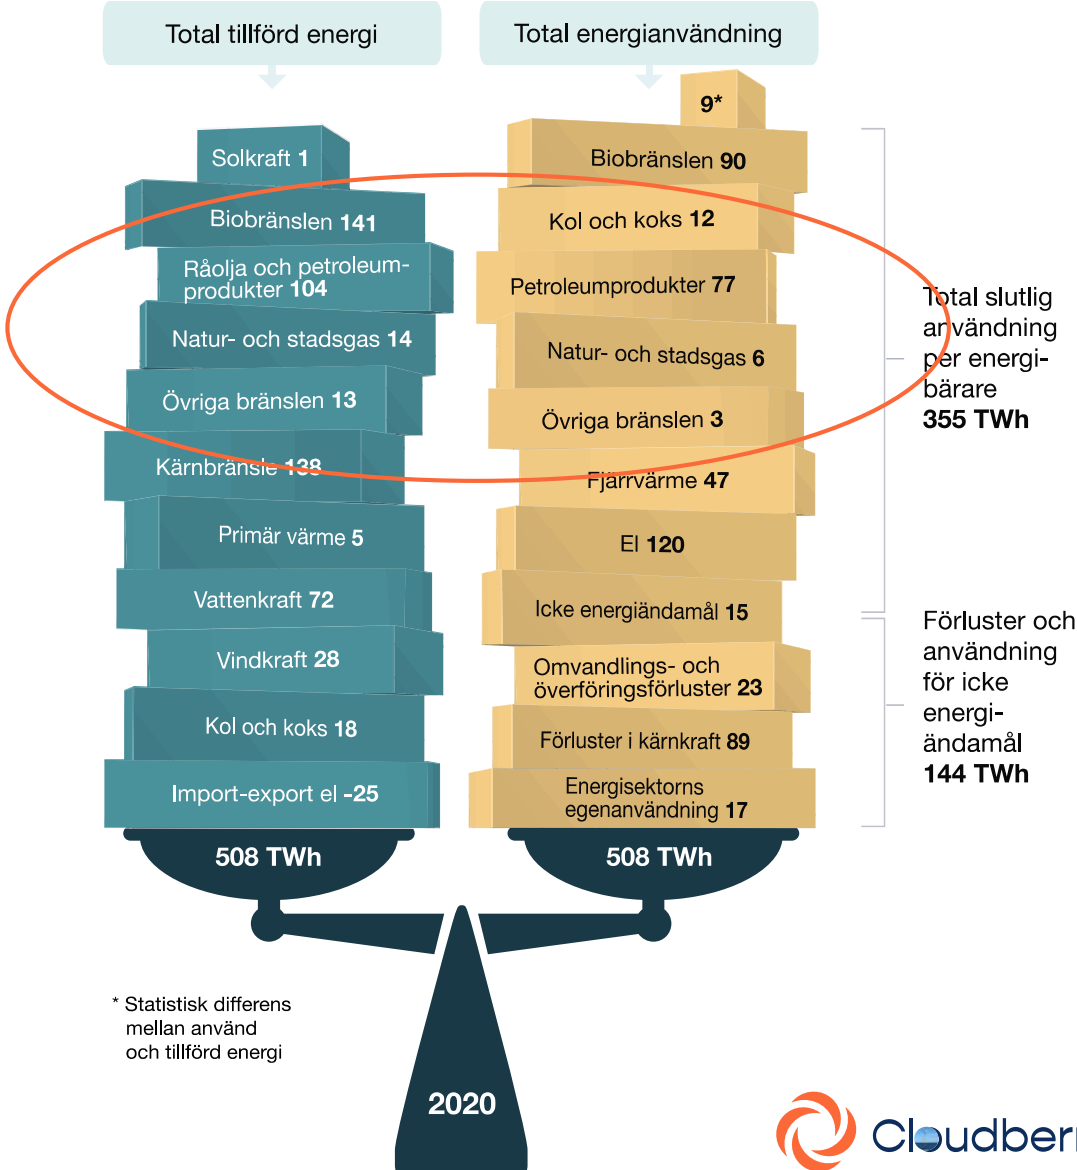 Total tillförd energi
Total energianvändning
Solkraft 1
Biobränslen 141
Råolja och petroleum-
produkter 104
Natur- och stadsgas 14
Övriga bränslen 13
Kärnbränsle 138
Primär värme 5
Vattenkraft 72
Vindkraft 28
Kol och koks 18
Import-export el -25
508 TWh
9*
Biobränslen 90
Kol och koks 12
Petroleumprodukter 77
Natur- och stadsgas 6
Övriga bränslen 3
Fjärrvärme 47
El 120
Icke energiändamål 15
Omvandlings- och
överföringsförluster 23
Förluster i kärnkraft 89
Energisektorns
egenanvändning 17
508 TWh
Total slutlig
användning
per energi-
bärare
355 TWh
Förluster och
användning
för icke
energi-
ändamål
144 TWh
* Statistisk differens
mellan använd
och tillförd energi
2020